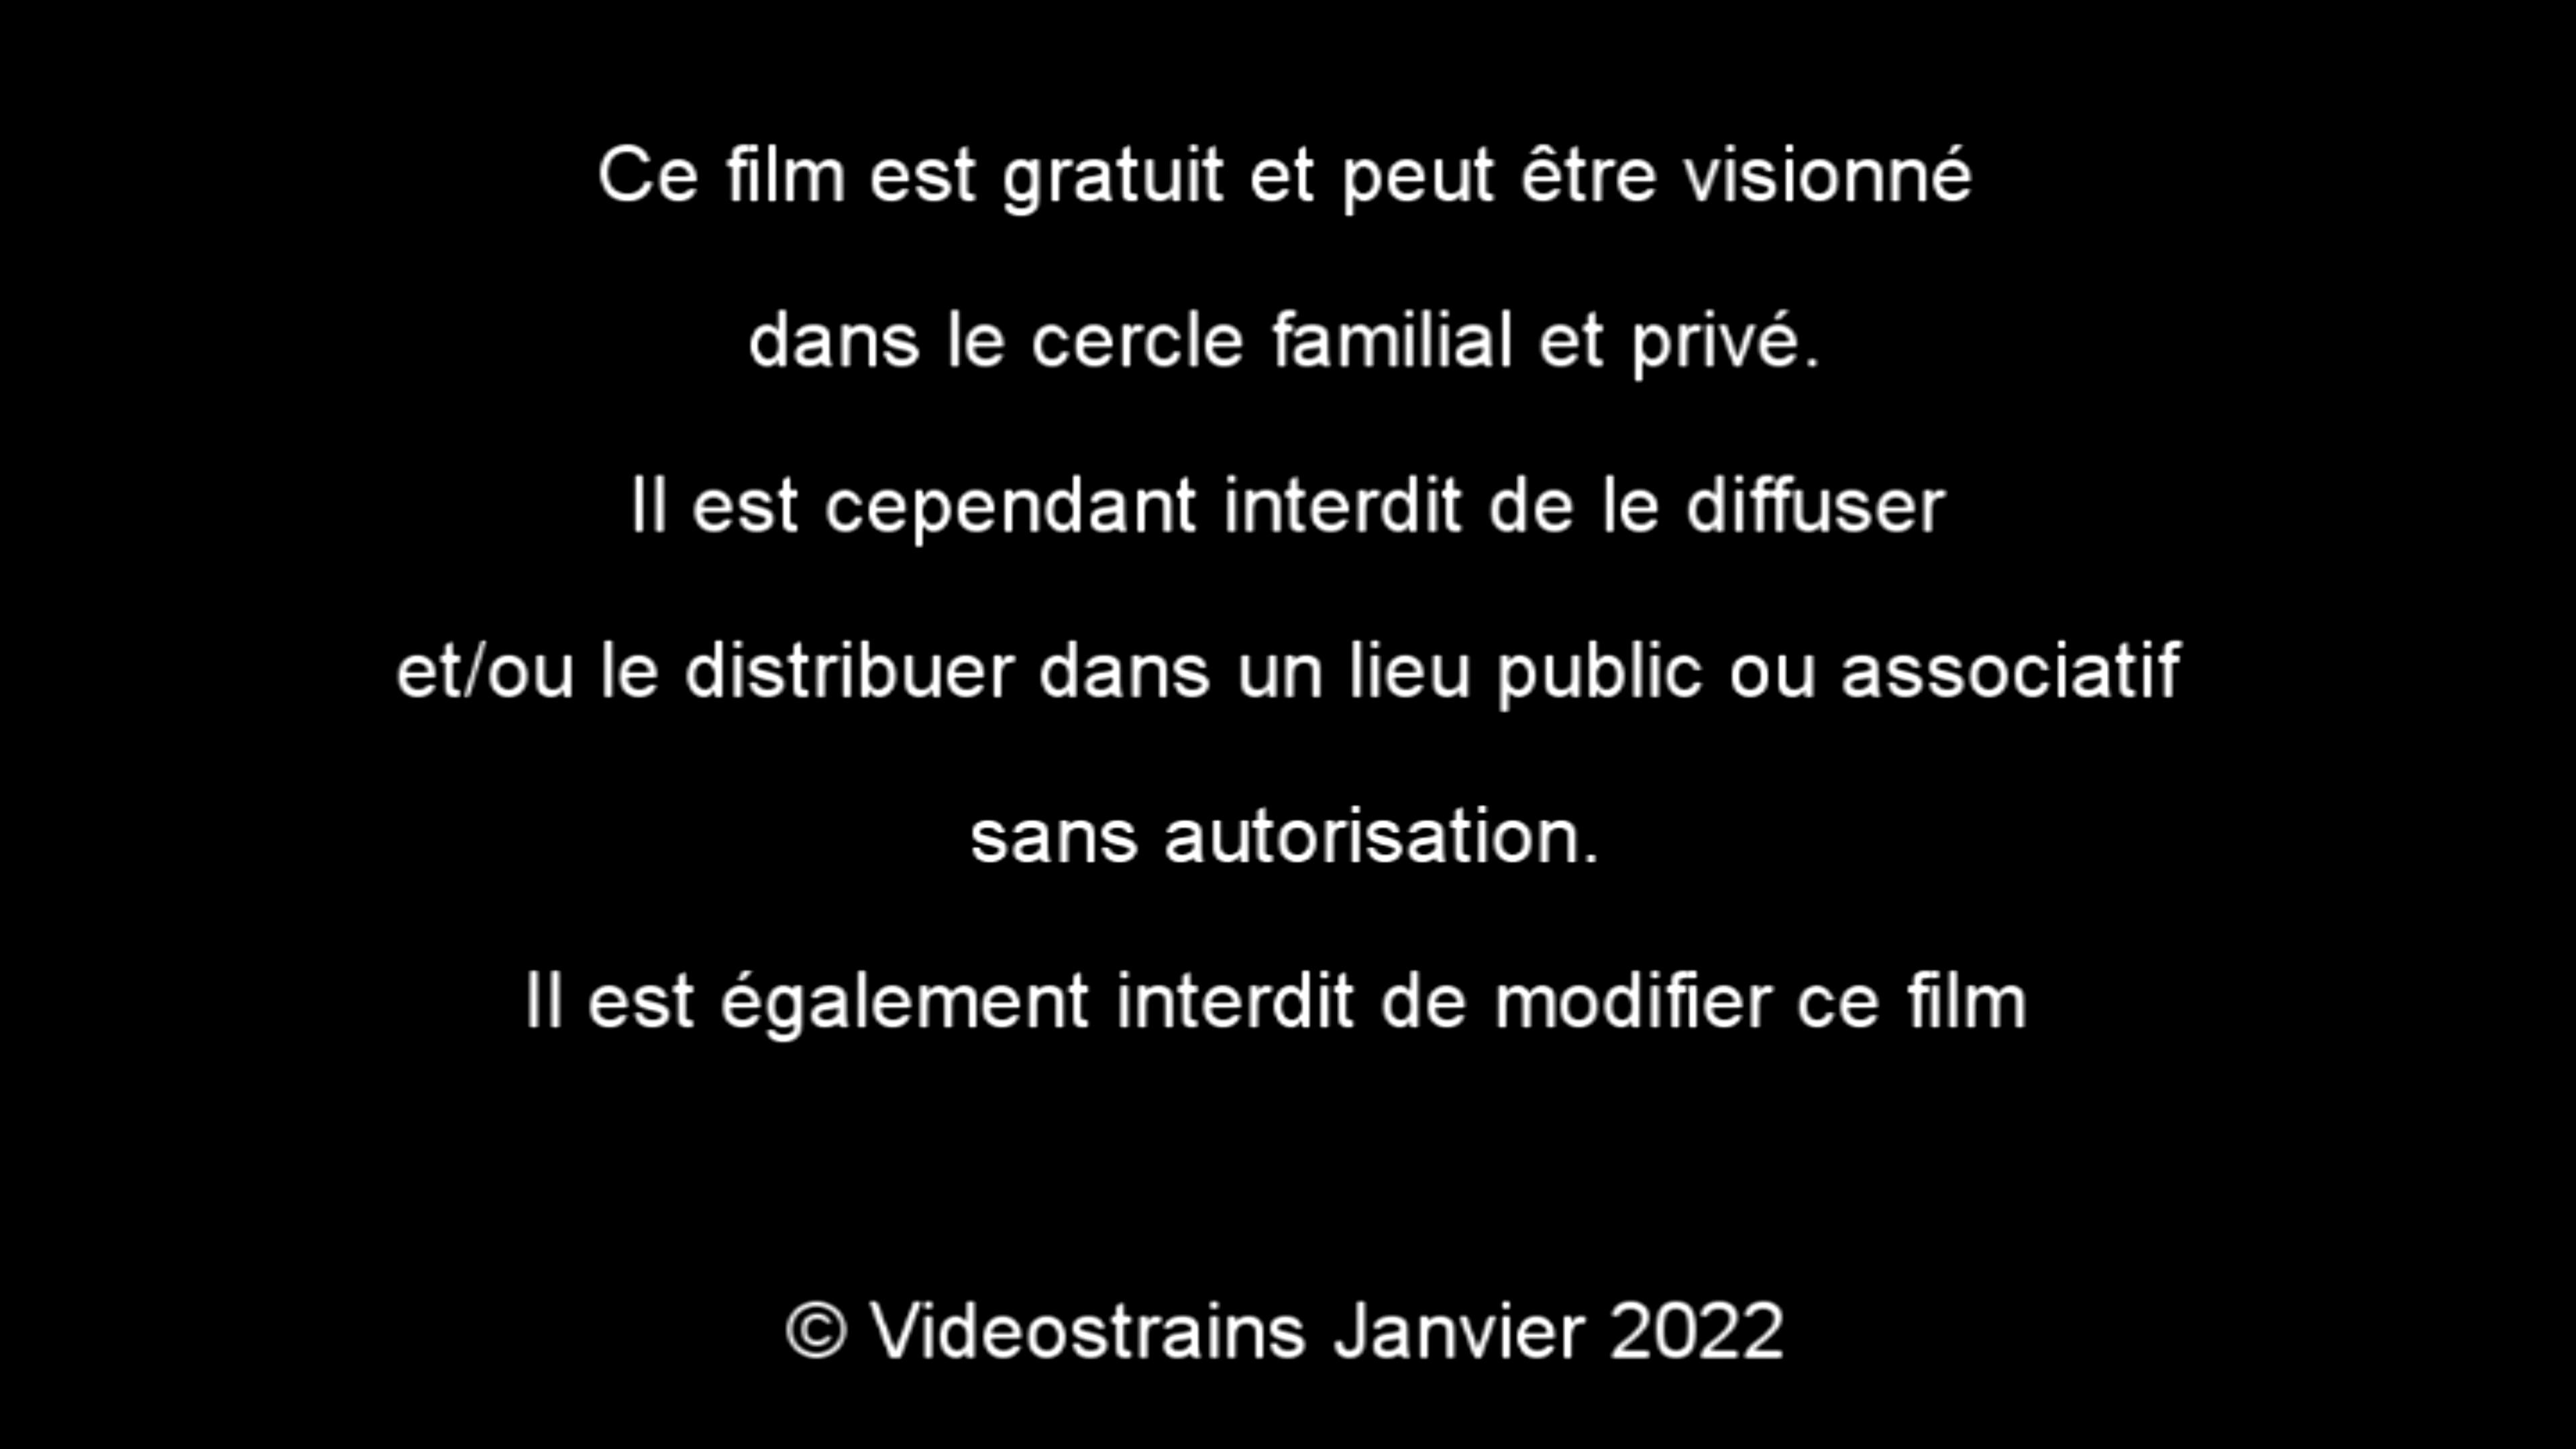 Ce film est gratuit et peut être visionné
dans le cercle familial et privé.
Il est cependant interdit de le diffuser
et/ou le distribuer dans un lieu public ou associatif
sans autorisation.
Il est également interdit de modifier ce film
© Videostrains Janvier 2022